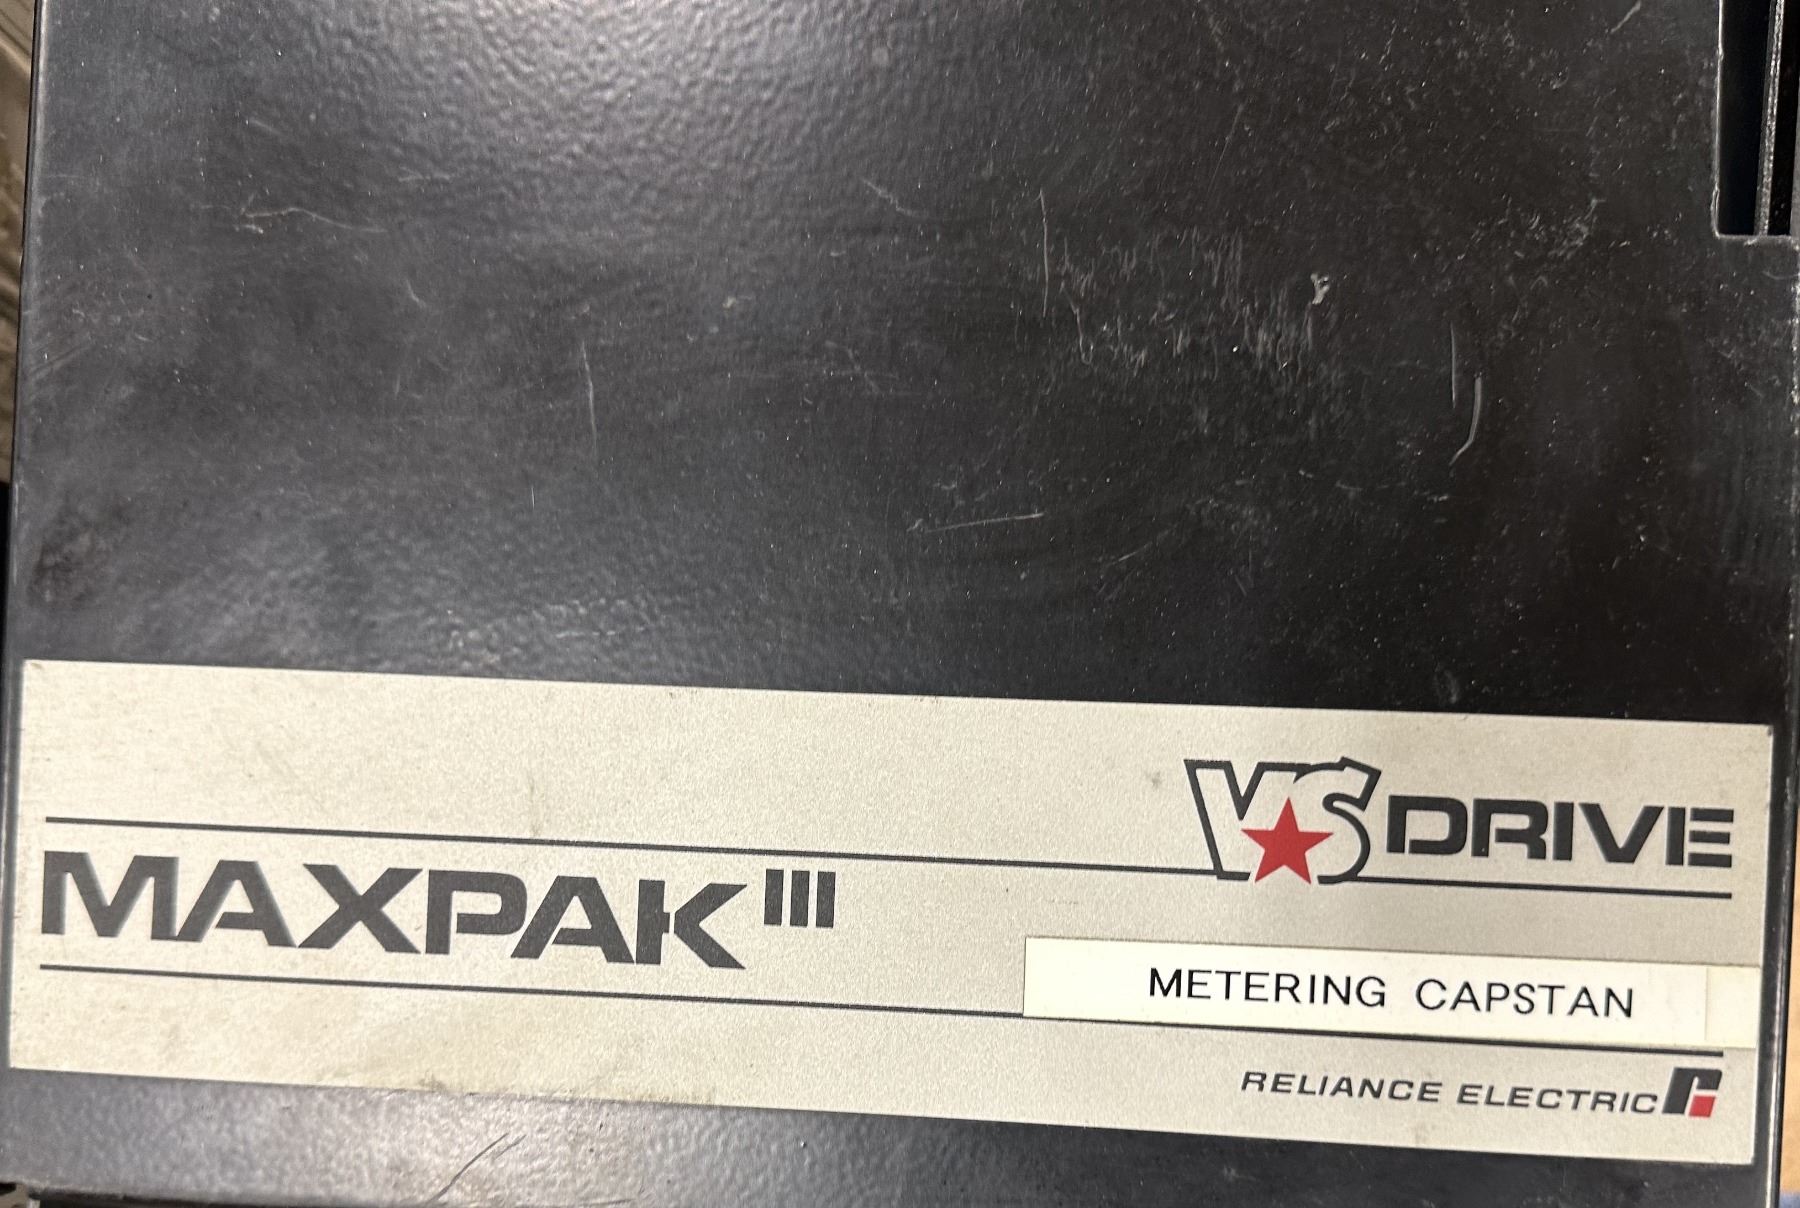 VS DRIVE
MAXPAK III
METERING CAPSTAN
RELIANCE ELECTRIC